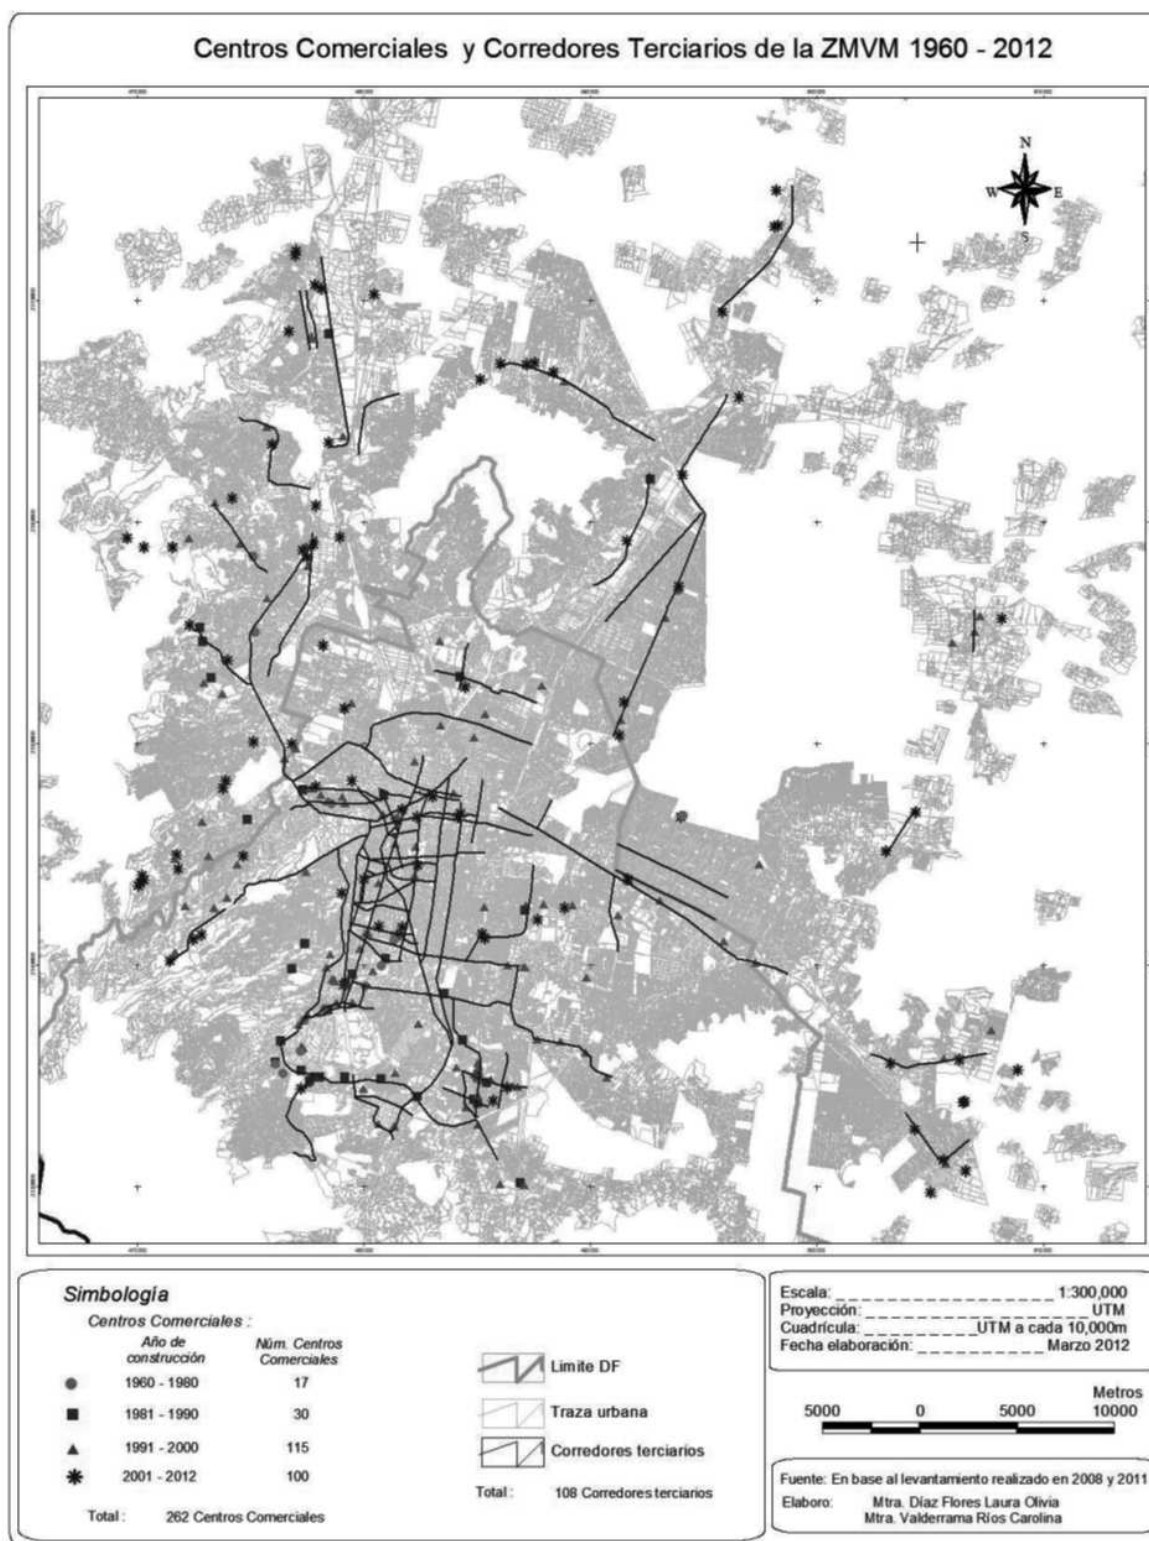 Centros Comerciales y Corredores Terciarios de la ZMVM 1960 - 2012
N
W E
S
Simbología
Centros Comerciales :
Año de construcción
Núm. Centros Comerciales
1960 - 1980 17
1981 - 1990 30
1991 - 2000 115
2001 - 2012 100
Total : 262 Centros Comerciales
Limite DF
Traza urbana
Corredores terciarios
Total : 108 Corredores terciarios
Escala: _ _ _ _ _ _ _ _ _ _ _ _ _ _ _ _ _ _ _ 1:300,000
Proyección: _ _ _ _ _ _ _ _ _ _ _ _ _ _ _ _ _ _ _ UTM
Cuadrícula: _ _ _ _ _ _ _ _ _ UTM a cada 10,000m
Fecha elaboración: _ _ _ _ _ _ _ _ _ _ Marzo 2012
Metros
5000 0 5000 10000
Fuente: En base al levantamiento realizado en 2008 y 2011
Elaboro: Mtra. Díaz Flores Laura Olivia
Mtra. Valderrama Ríos Carolina